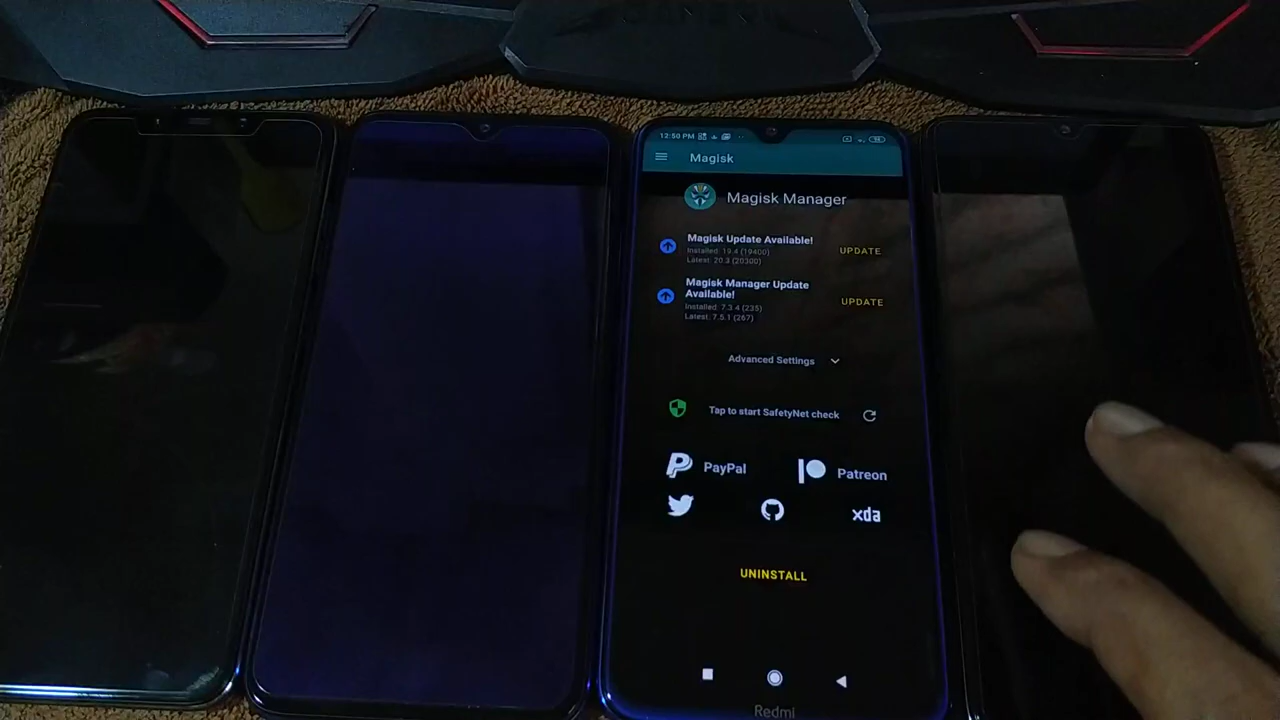 GAMENU
12:50 PM
Magisk
Magisk Manager
Magisk Update Available!
Installed: 19.4 (19400)
Latest: 20.3 (20300)
UPDATE
Magisk Manager Update
Available!
Installed: 7.3.4 (235)
Latest: 7.5.1 (267)
UPDATE
Advanced Settings
Tap to start SafetyNet check
PayPal
Patreon
xda
UNINSTALL
Redmi